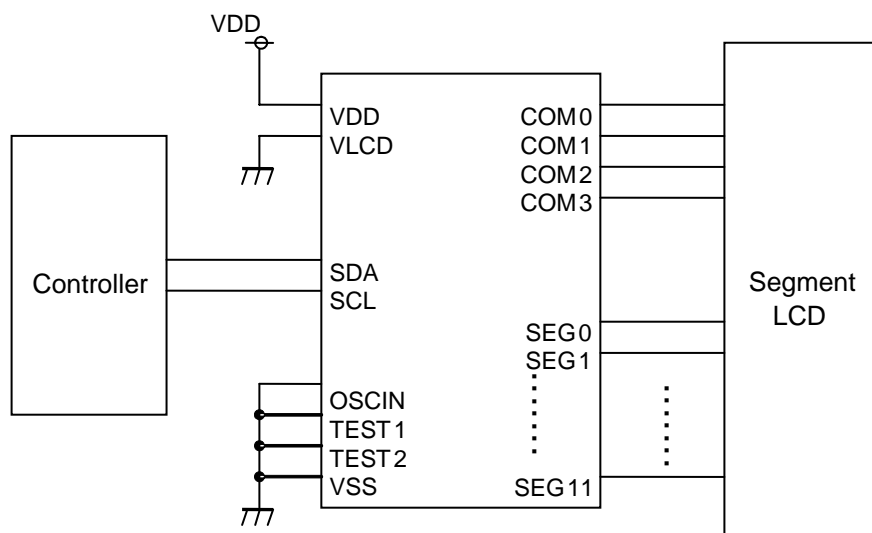 VDD
VDD
VLCD
SDA
SCL
OSCIN
TEST1
TEST2
VSS
COM0
COM1
COM2
COM3
SEG0
SEG1
SEG11
Controller
Segment
LCD